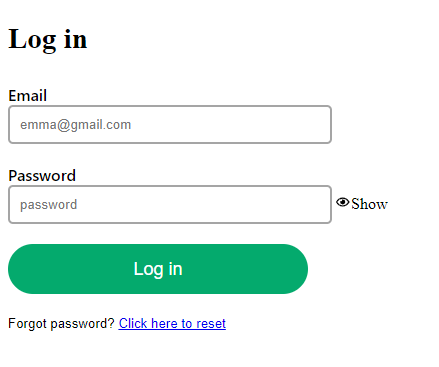 Log in
Email
emma@gmail.com
Password
password Show
Log in
Forgot password? Click here to reset